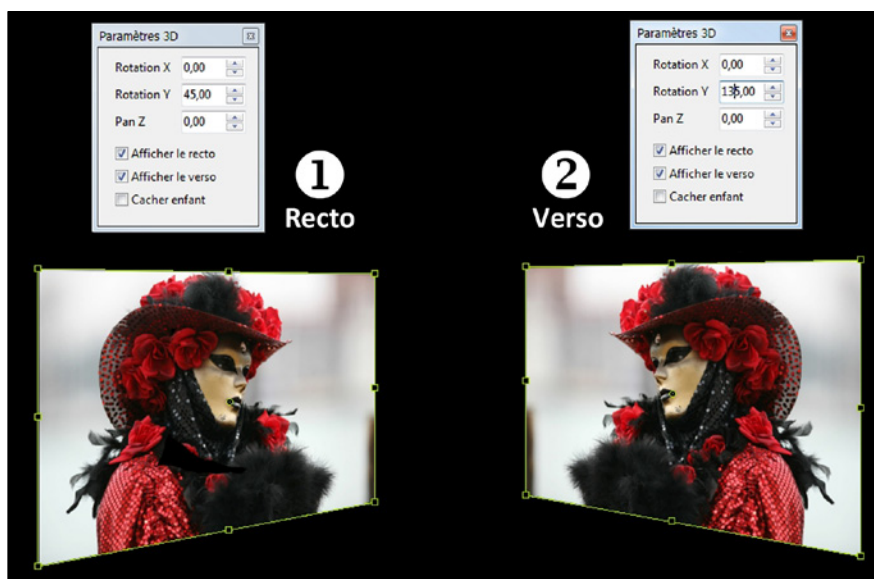 Paramètres 3D
Rotation X 0,00
Rotation Y 45,00
Pan Z 0,00
Afficher le recto
Afficher le verso
Cacher enfant
1
Recto
Paramètres 3D
Rotation X 0,00
Rotation Y 135,00
Pan Z 0,00
Afficher le recto
Afficher le verso
Cacher enfant
2
Verso